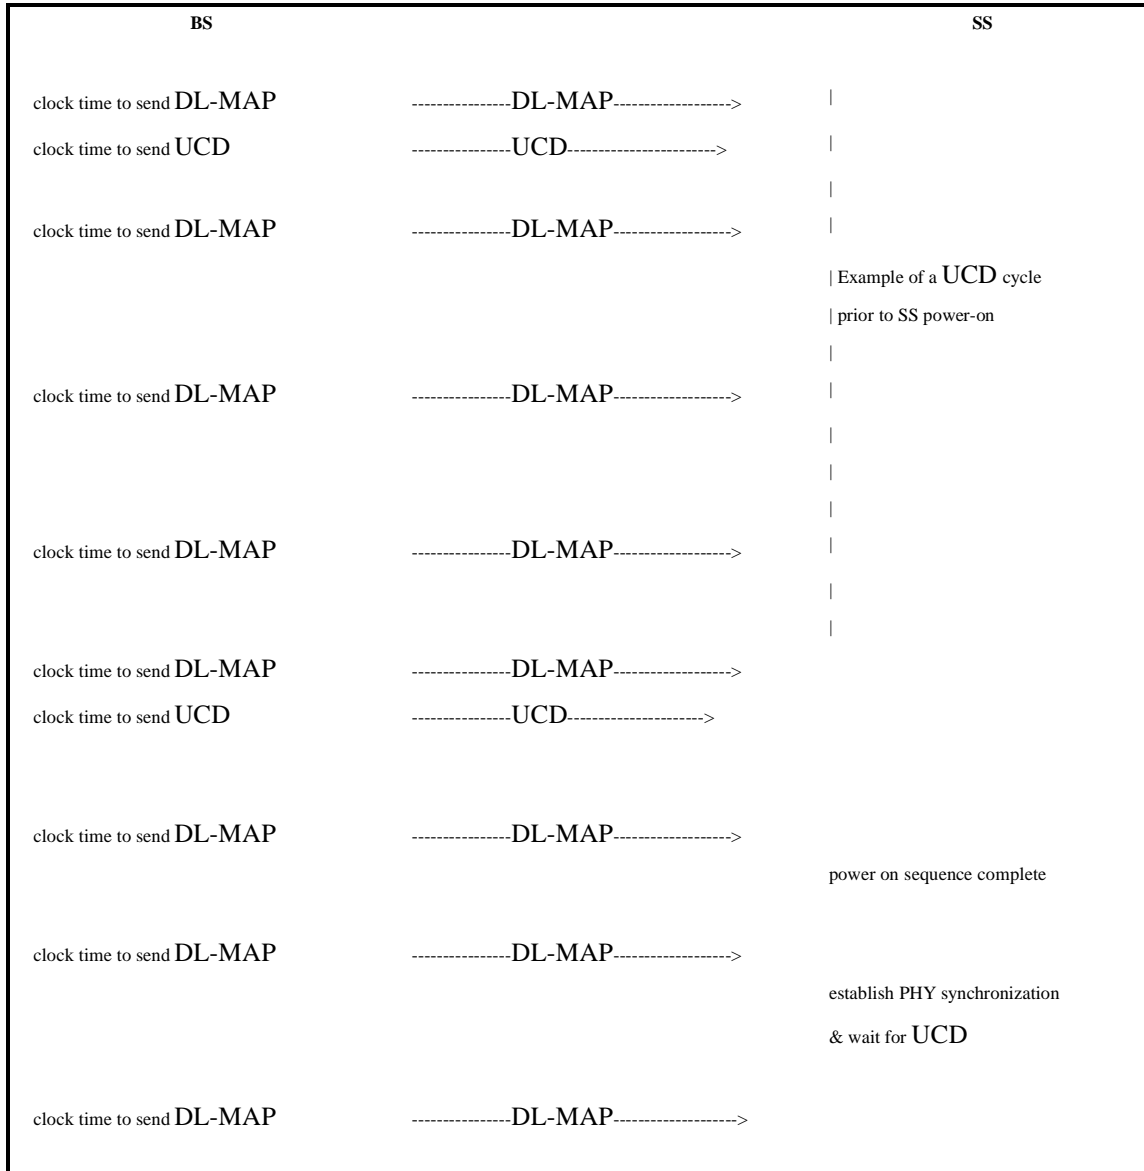 BS SS
clock time to send DL-MAP ----------------DL-MAP-------------------> |
clock time to send UCD ----------------UCD------------------------> |
|
clock time to send DL-MAP ----------------DL-MAP-------------------> |
| Example of a UCD cycle
| prior to SS power-on
|
clock time to send DL-MAP ----------------DL-MAP-------------------> |
|
|
|
clock time to send DL-MAP ----------------DL-MAP-------------------> |
|
|
clock time to send DL-MAP ----------------DL-MAP------------------->
clock time to send UCD ----------------UCD---------------------->
clock time to send DL-MAP ----------------DL-MAP------------------->
power on sequence complete
clock time to send DL-MAP ----------------DL-MAP------------------->
establish PHY synchronization
& wait for UCD
clock time to send DL-MAP ----------------DL-MAP-------------------->